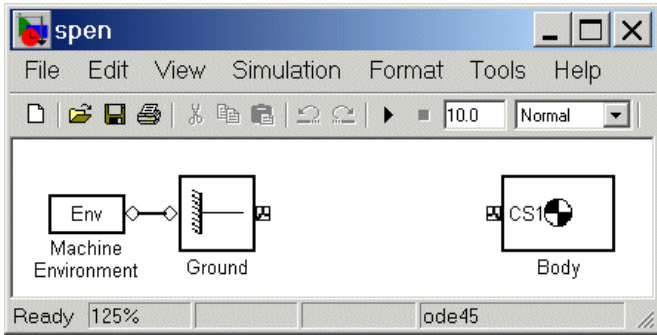 spen
File Edit View Simulation Format Tools Help
10.0 Normal
Env
CS1
Machine
Environment
Ground
Body
Ready 125% ode45